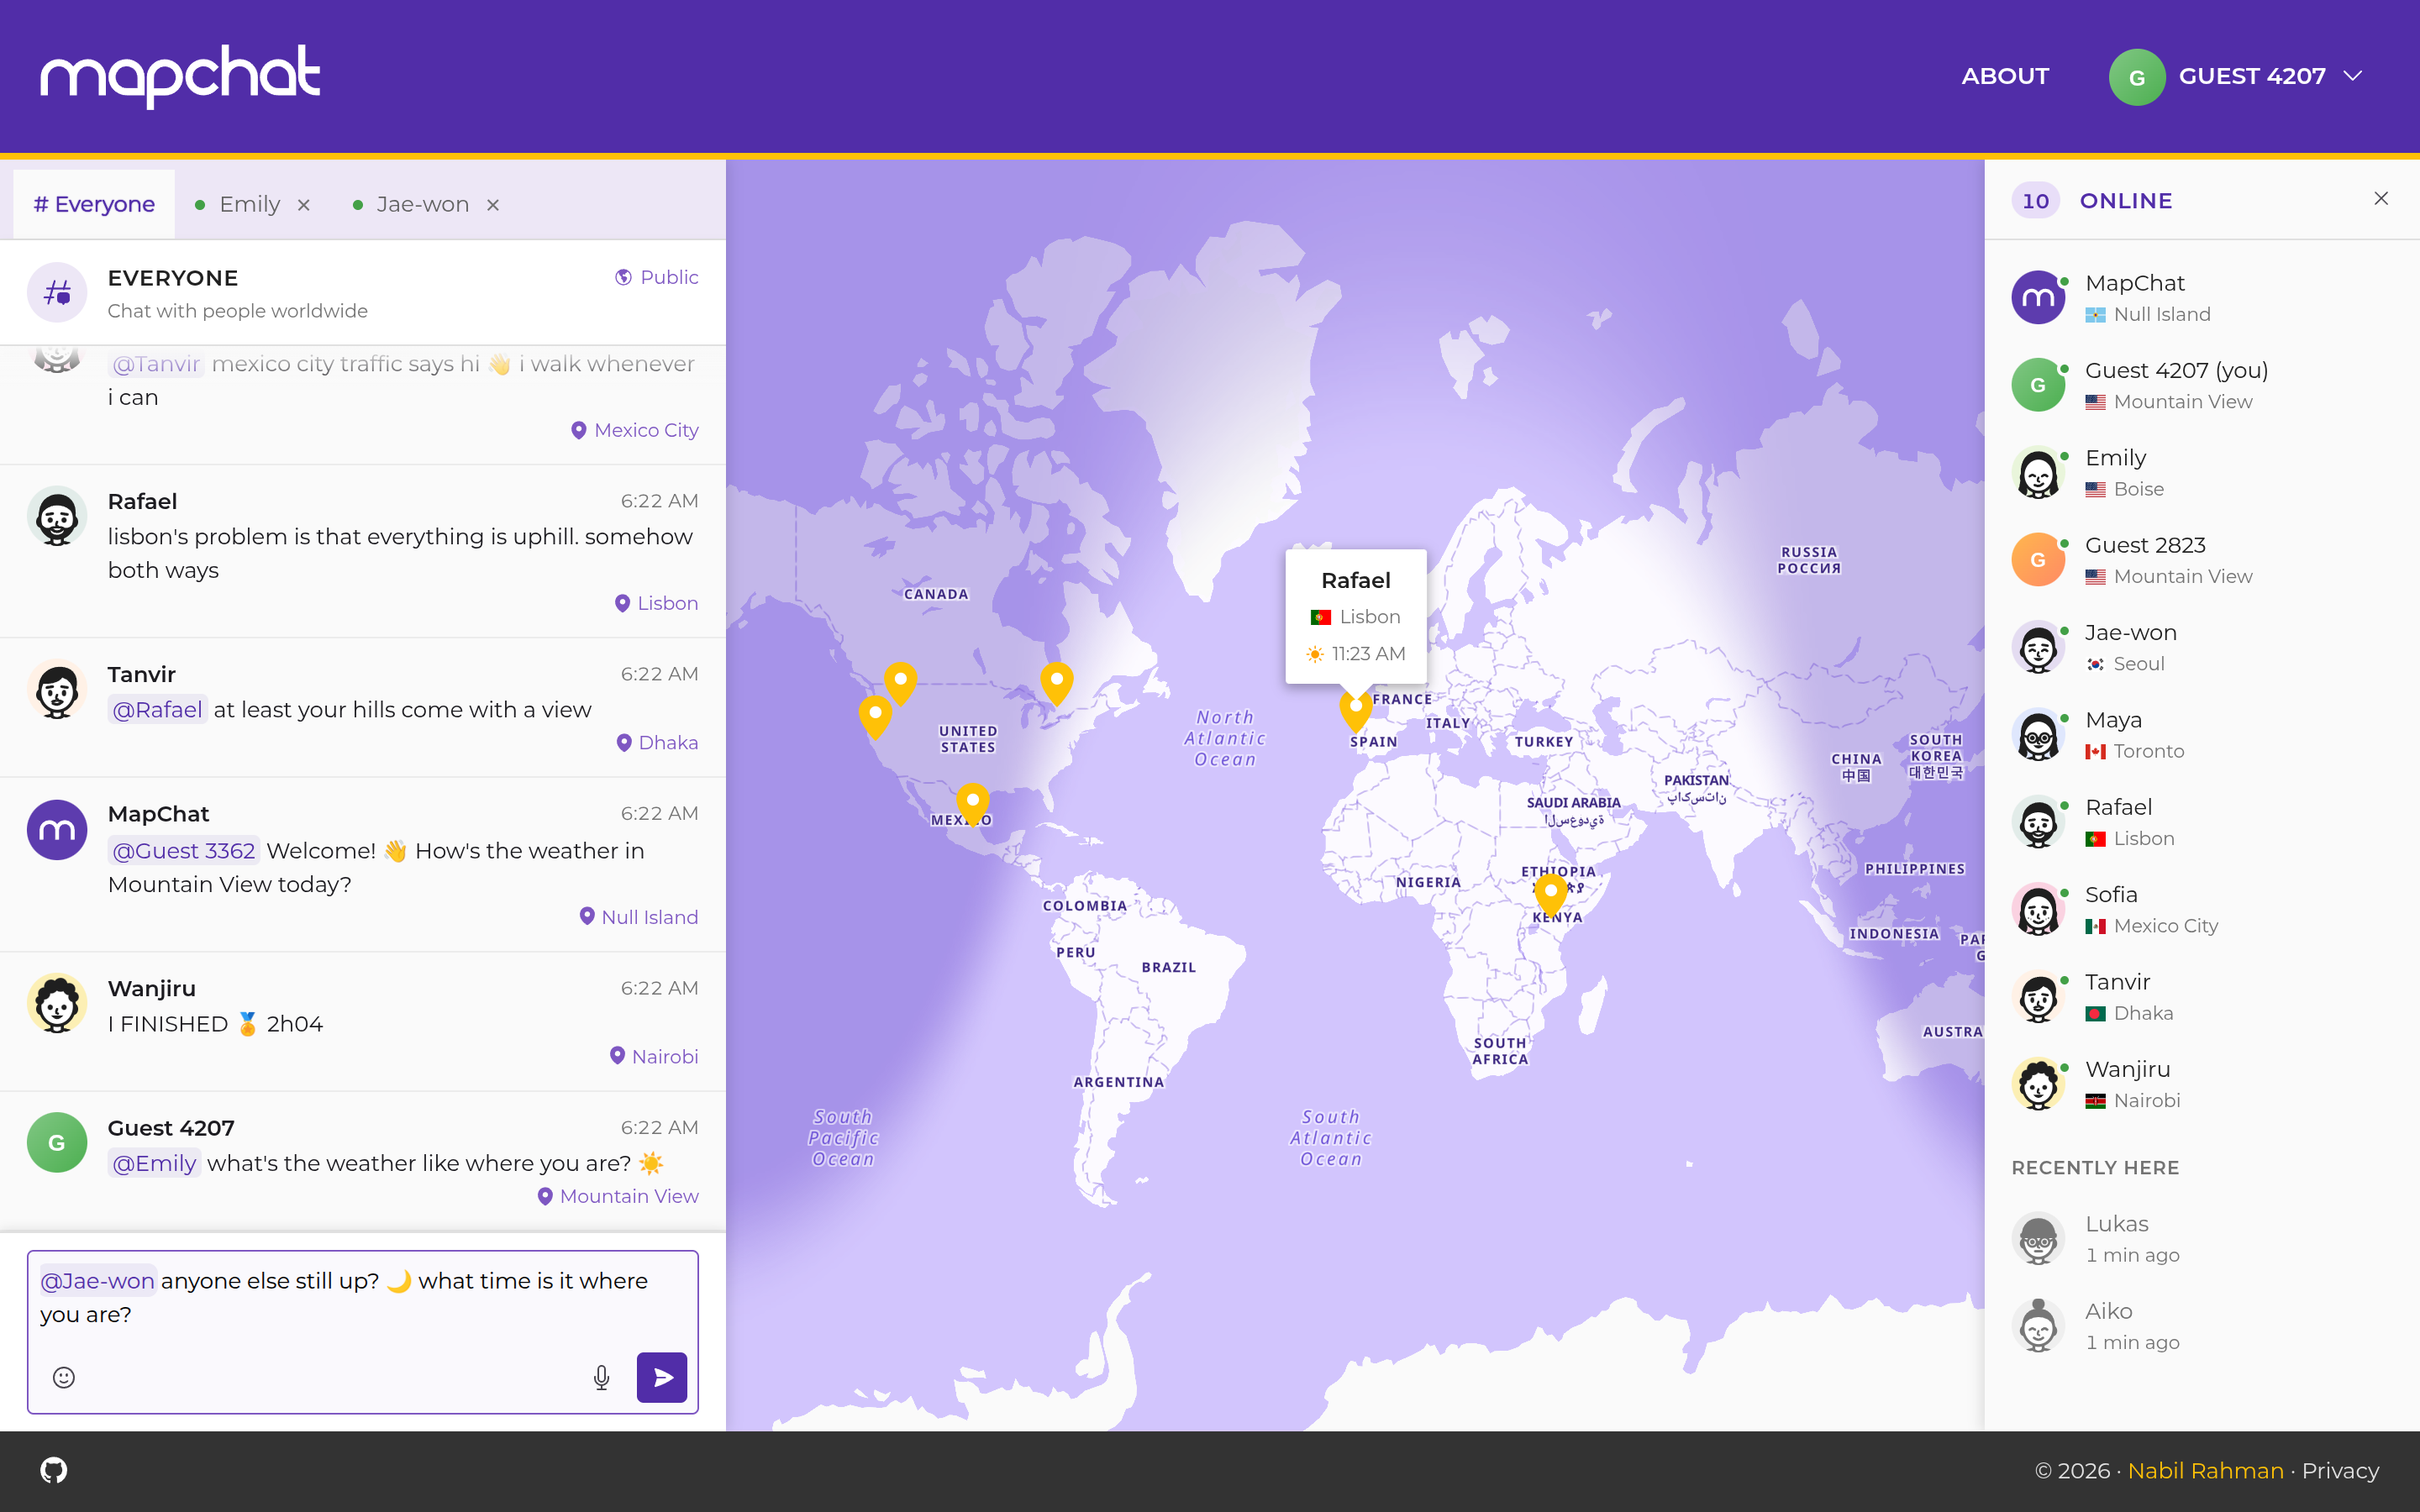 mapchat
ABOUT
G
GUEST 4207
# Everyone
Emily
Jae-won
EVERYONE
Public
Chat with people worldwide
@Tanvir mexico city traffic says hi 👋 i walk whenever
i can
Mexico City
Rafael
6:22 AM
lisbon's problem is that everything is uphill. somehow
both ways
Lisbon
Tanvir
6:22 AM
@Rafael at least your hills come with a view
Dhaka
m
MapChat
6:22 AM
@Guest 3362 Welcome! 👋 How's the weather in
Mountain View today?
Null Island
Wanjiru
6:22 AM
I FINISHED 🏅 2h04
Nairobi
G
Guest 4207
6:22 AM
@Emily what's the weather like where you are? ☀️
Mountain View
@Jae-won anyone else still up? 🌙 what time is it where
you are?
Rafael
Lisbon
11:23 AM
CANADA
UNITED
STATES
North
Atlantic
Ocean
FRANCE
ITALY
SPAIN
TURKEY
RUSSIA
РОССИЯ
CHINA
中国
SOUTH
KOREA
대한민국
PAKISTAN
پاکستان
SAUDI ARABIA
السعودية
PHILIPPINES
ETHIOPIA
NIGERIA
KENYA
COLOMBIA
PERU
BRAZIL
INDONESIA
SOUTH
AFRICA
ARGENTINA
South
Pacific
Ocean
South
Atlantic
Ocean
10 ONLINE
m
MapChat
Null Island
G
Guest 4207 (you)
Mountain View
Emily
Boise
G
Guest 2823
Mountain View
Jae-won
Seoul
Maya
Toronto
Rafael
Lisbon
Sofia
Mexico City
Tanvir
Dhaka
Wanjiru
Nairobi
RECENTLY HERE
Lukas
1 min ago
Aiko
1 min ago
© 2026 · Nabil Rahman · Privacy